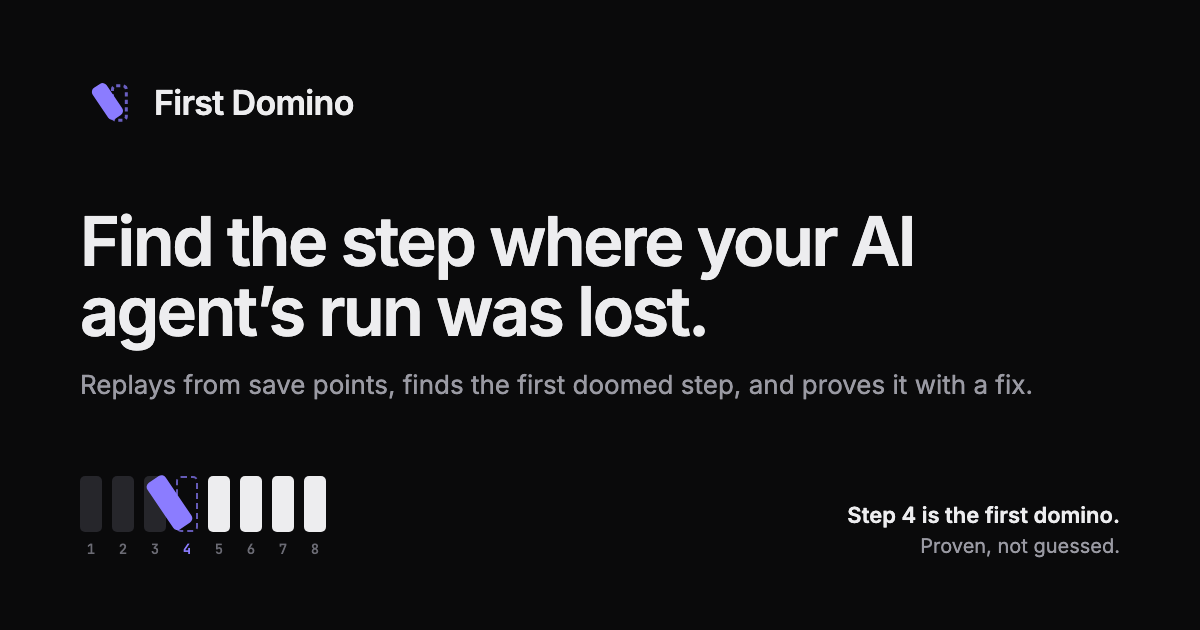 First Domino
Find the step where your AI
agent’s run was lost.
Replays from save points, finds the first doomed step, and proves it with a fix.
1 2 3 4 5 6 7 8
Step 4 is the first domino.
Proven, not guessed.